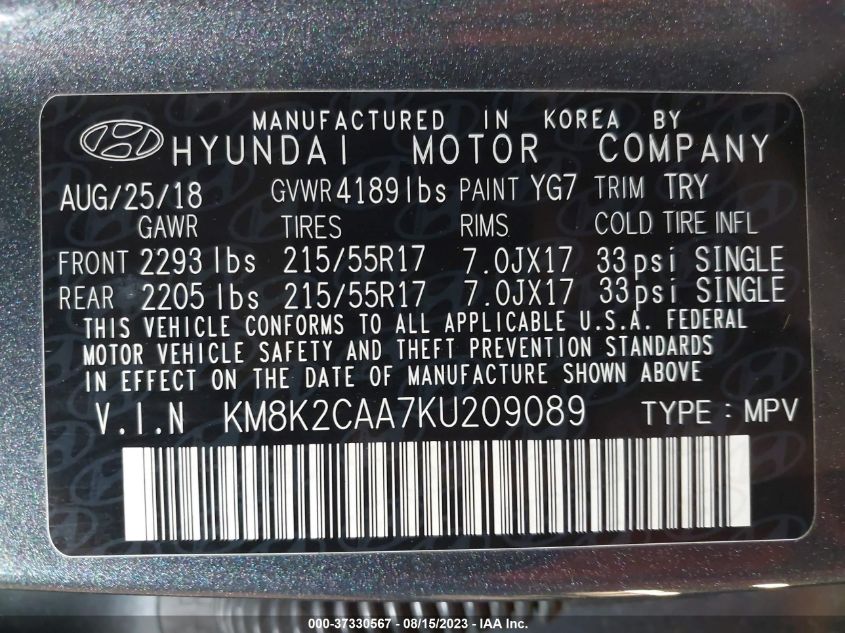 MANUFACTURED IN KOREA BY
HYUNDAI MOTOR COMPANY
AUG/25/18 GVWR 4189lbs PAINT YG7 TRIM TRY
GAWR TIRES RIMS COLD TIRE INFL
FRONT 2293 lbs 215/55R17 7.0JX17 33psi SINGLE
REAR 2205 lbs 215/55R17 7.0JX17 33psi SINGLE
THIS VEHICLE CONFORMS TO ALL APPLICABLE U.S.A. FEDERAL
MOTOR VEHICLE SAFETY AND THEFT PREVENTION STANDARDS
IN EFFECT ON THE DATE OF MANUFACTURE SHOWN ABOVE
V.I.N KM8K2CAA7KU209089 TYPE : MPV
000-37330567 - 08/15/2023 - IAA, Inc.